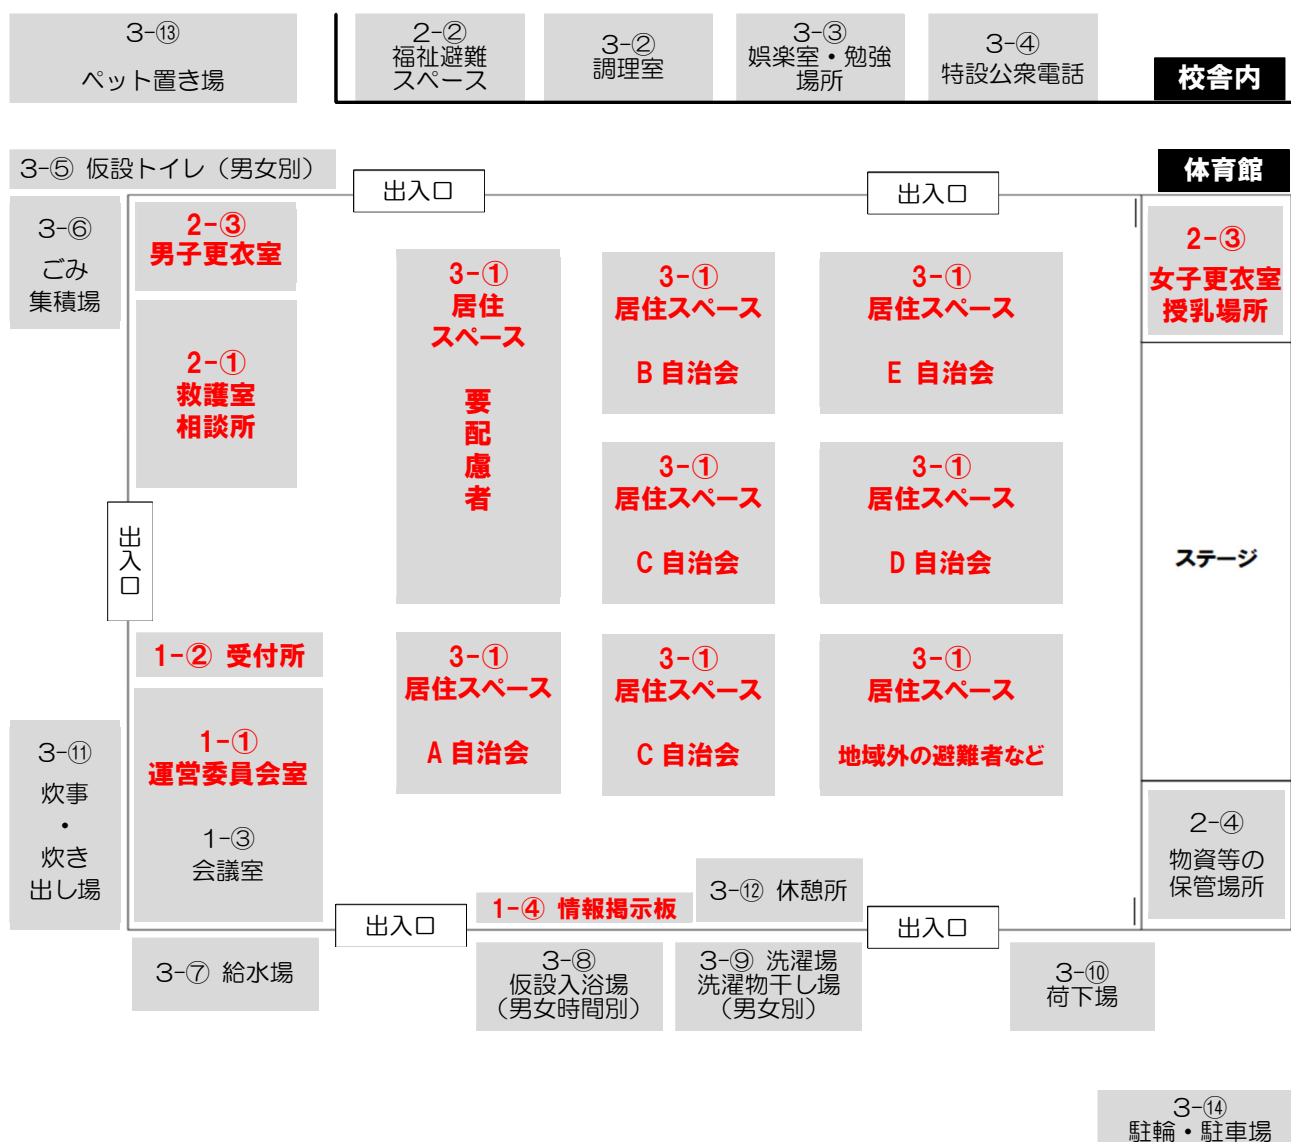 3-⑬
ペット置き場
2-②
福祉避難
スペース
3-②
調理室
3-③
娯楽室・勉強
場所
3-④
特設公衆電話
校舎内
3-⑤ 仮設トイレ（男女別）
出入口
出入口
体育館
3-⑥
ごみ
集積場
2-③
男子更衣室
2-①
救護室
相談所
3-①
居住
スペース
要
配
慮
者
3-①
居住スペース
B 自治会
3-①
居住スペース
E 自治会
2-③
女子更衣室
授乳場所
出
入
口
3-①
居住スペース
C 自治会
3-①
居住スペース
D 自治会
ステージ
1-② 受付所
3-①
居住スペース
A 自治会
3-①
居住スペース
C 自治会
3-①
居住スペース
地域外の避難者など
3-⑪
炊事
・
炊き
出し場
1-①
運営委員会室
1-③
会議室
2-④
物資等の
保管場所
出入口
1-④ 情報掲示板
3-⑫ 休憩所
出入口
3-⑦ 給水場
3-⑧
仮設入浴場
（男女時間別）
3-⑨ 洗濯場
洗濯物干し場
（男女別）
3-⑩
荷下場
3-⑭
駐輪・駐車場